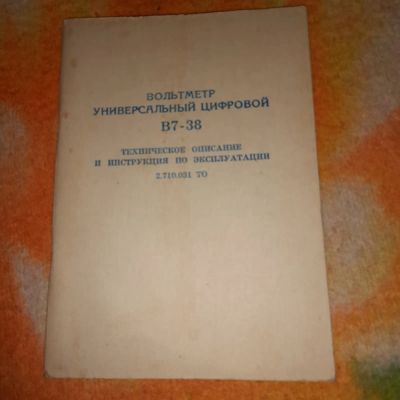 ВОЛЬТМЕТР
УНИВЕРСАЛЬНЫЙ ЦИФРОВОЙ
В7-38
ТЕХНИЧЕСКОЕ ОПИСАНИЕ
И ИНСТРУКЦИЯ ПО ЭКСПЛУАТАЦИИ
2.710.031 ТО